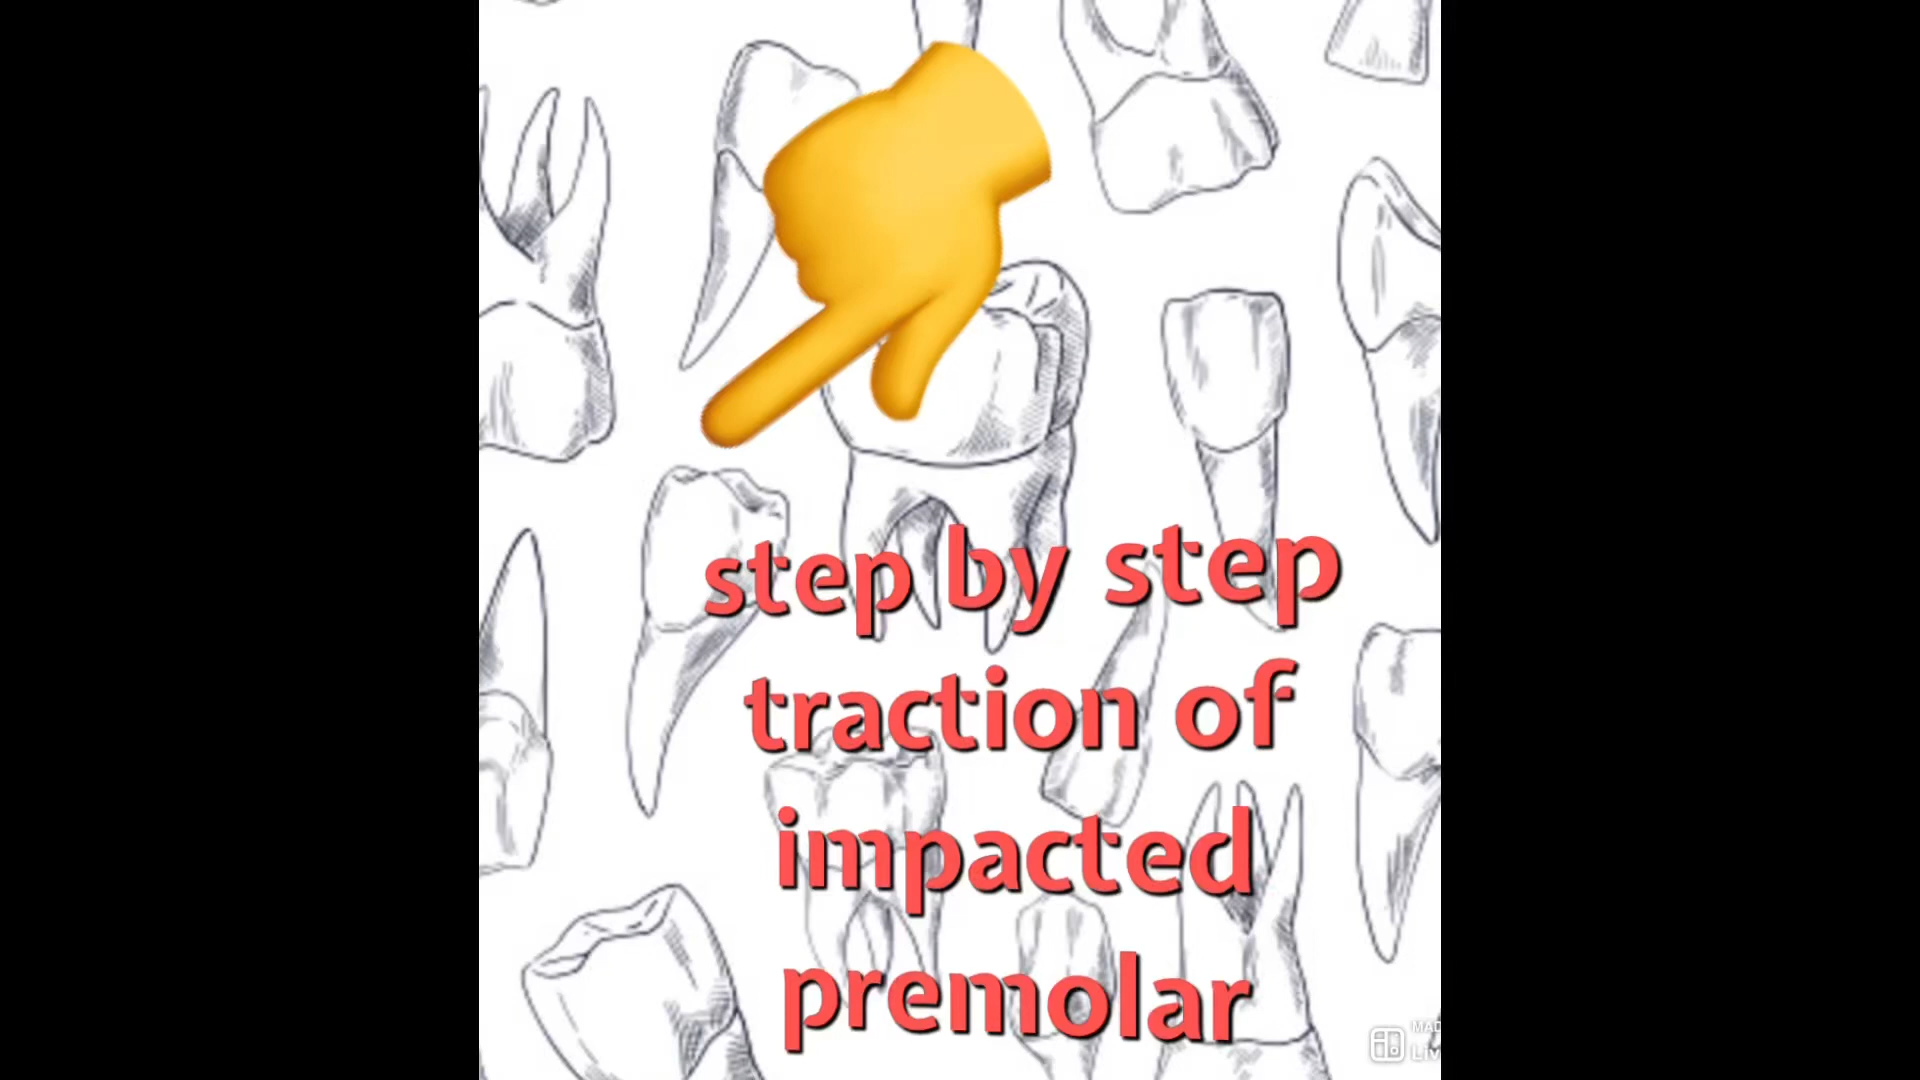 step by step
traction of
impacted
premolar